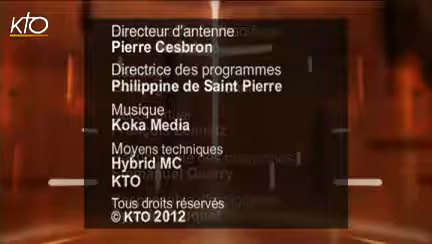 KTO
Directeur d'antenne
Pierre Cesbron
Directrice des programmes
Philippine de Saint Pierre
Musique
Koka Media
Moyens techniques
Hybrid MC
KTO
Tous droits réservés
© KTO 2012